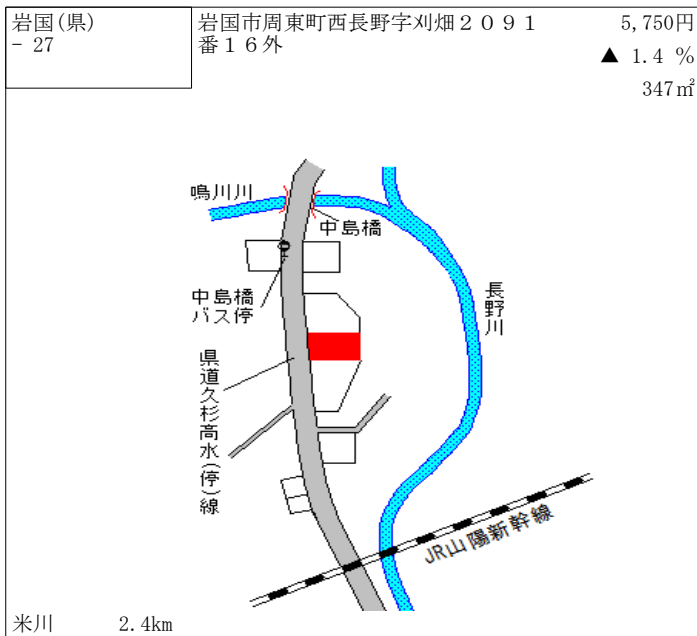 岩国(県)
- 27
岩国市周東町西長野字刈畑２０９１
番１６外
5,750円
▲ 1.4 %
347㎡
鳴川川
中島橋
中島橋
バス停
長野川
県道久杉高水(停)線
JR山陽新幹線
米川 2.4km